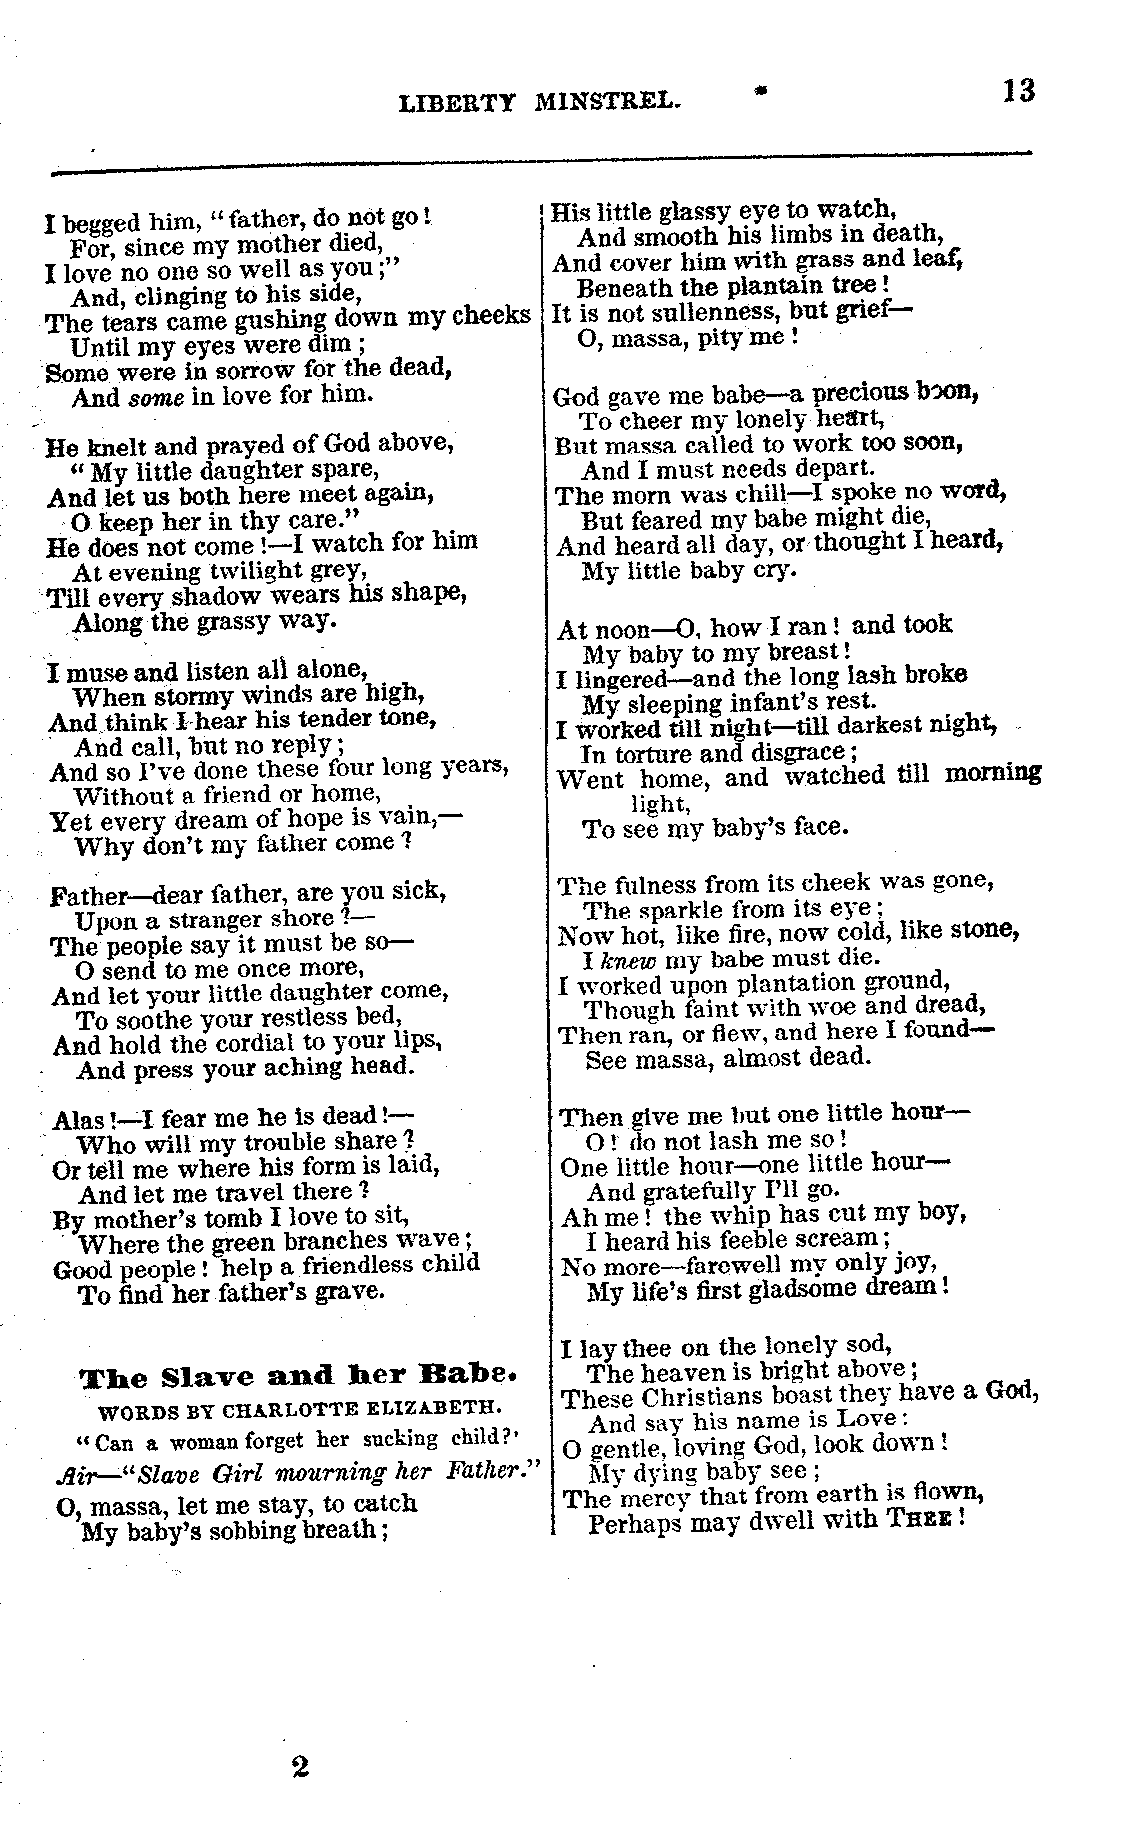 LIBERTY MINSTREL.
13
I begged him, "father, do not go!
For, since my mother died,
I love no one so well as you;"
And, clinging to his side,
The tears came gushing down my cheeks
Until my eyes were dim;
Some were in sorrow for the dead,
And some in love for him.
He knelt and prayed of God above,
"My little daughter spare,
And let us both here meet again,
O keep her in thy care."
He does not come!—I watch for him
At evening twilight grey,
Till every shadow wears his shape,
Along the grassy way.
I muse and listen all alone,
When stormy winds are high,
And think I hear his tender tone,
And call, but no reply;
And so I've done these four long years,
Without a friend or home,
Yet every dream of hope is vain,—
Why don't my father come?
Father—dear father, are you sick,
Upon a stranger shore?—
The people say it must be so—
O send to me once more,
And let your little daughter come,
To soothe your restless bed,
And hold the cordial to your lips,
And press your aching head.
Alas!—I fear me he is dead!—
Who will my trouble share?
Or tell me where his form is laid,
And let me travel there?
By mother's tomb I love to sit,
Where the green branches wave;
Good people! help a friendless child
To find her father's grave.
The Slave and her Babe.
WORDS BY CHARLOTTE ELIZABETH.
"Can a woman forget her sucking child?'
Air—"Slave Girl mourning her Father."
O, massa, let me stay, to catch
My baby's sobbing breath;
His little glassy eye to watch,
And smooth his limbs in death,
And cover him with grass and leaf,
Beneath the plantain tree!
It is not sullenness, but grief—
O, massa, pity me!
God gave me babe—a precious boon,
To cheer my lonely heart,
But massa called to work too soon,
And I must needs depart.
The morn was chill—I spoke no word,
But feared my babe might die,
And heard all day, or thought I heard,
My little baby cry.
At noon—O, how I ran! and took
My baby to my breast!
I lingered—and the long lash broke
My sleeping infant's rest.
I worked till night—till darkest night,
In torture and disgrace;
Went home, and watched till morning
light,
To see my baby's face.
The fulness from its cheek was gone,
The sparkle from its eye;
Now hot, like fire, now cold, like stone,
I knew my babe must die.
I worked upon plantation ground,
Though faint with woe and dread,
Then ran, or flew, and here I found—
See massa, almost dead.
Then give me but one little hour—
O! do not lash me so!
One little hour—one little hour—
And gratefully I'll go.
Ah me! the whip has cut my boy,
I heard his feeble scream;
No more—farewell my only joy,
My life's first gladsome dream!
I lay thee on the lonely sod,
The heaven is bright above;
These Christians boast they have a God,
And say his name is Love:
O gentle, loving God, look down!
My dying baby see;
The mercy that from earth is flown,
Perhaps may dwell with THEE!
2